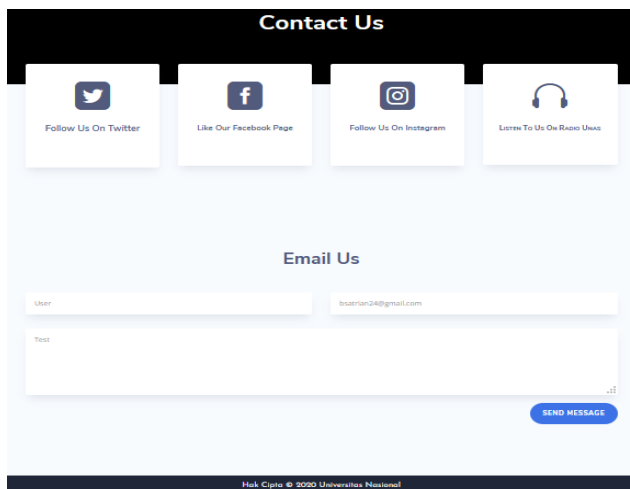 Contact Us
Follow Us On Twitter
Like Our Facebook Page
Follow Us On Instagram
Listen To Us On Radio Unas
Email Us
User
bsatrian24@gmail.com
Test
SEND MESSAGE
Hak Cipta © 2020 Universitas Nasional